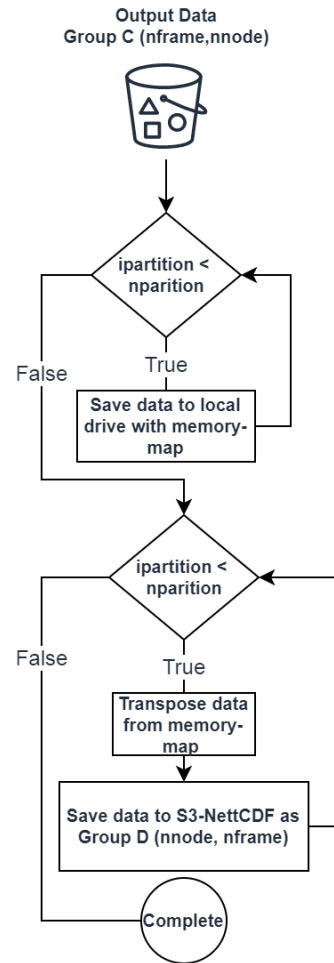 Output Data
Group C (nframe,nnode)
ipartition <
nparition
True
False
Save data to local
drive with memory-
map
ipartition <
nparition
False
True
Transpose data
from memory-
map
Save data to S3-NettCDF as
Group D (nnode, nframe)
Complete